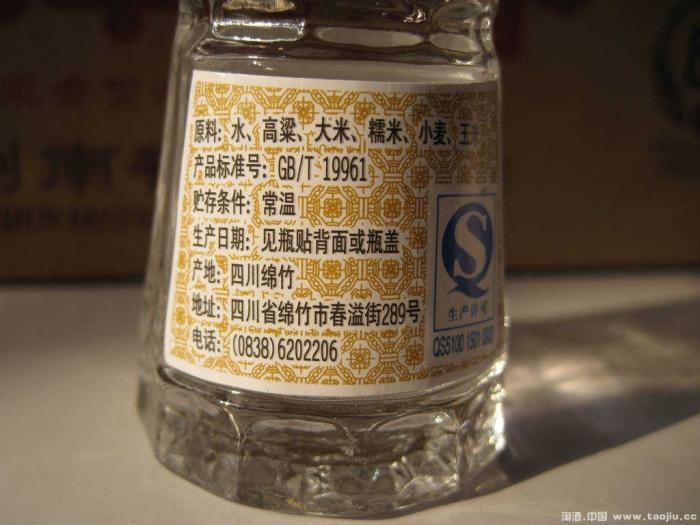 原料：水、高粱、大米、糯米、小麦、玉米
产品标准号：GB/T 19961
贮存条件：常温
生产日期：见瓶贴背面或瓶盖
产地：四川绵竹
地址：四川省绵竹市春溢街289号
电话：(0838)6202206
生产许可
QS5100 1501
淘酒.中国 www.taojiu.cc